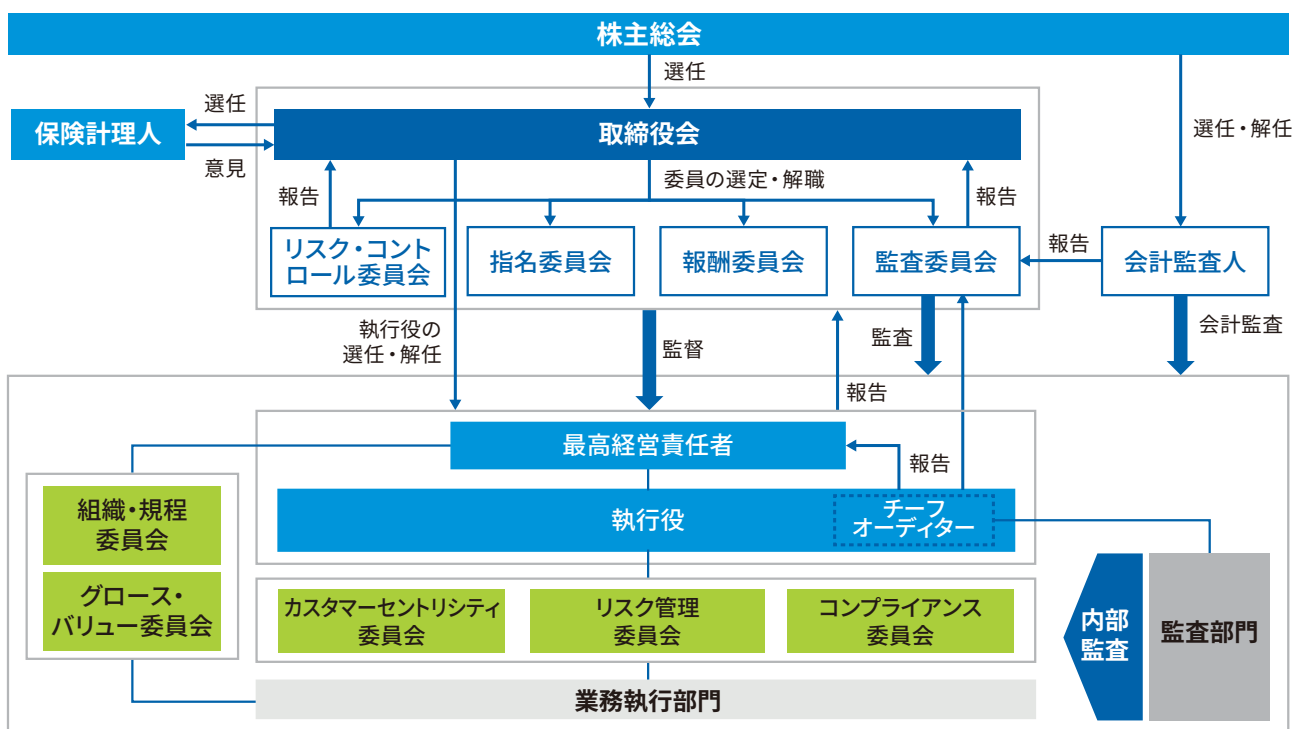 株主総会
選任
選任・解任
選任
保険計理人
意見
取締役会
報告
委員の選定・解職
報告
リスク・コント
ロール委員会
指名委員会
報酬委員会
監査委員会
報告
会計監査人
執行役の
選任・解任
監督
監査
会計監査
報告
最高経営責任者
報告
執行役
チーフ
オーディター
組織・規程
委員会
グロース・
バリュー委員会
カスタマーセントリシティ
委員会
リスク管理
委員会
コンプライアンス
委員会
内部
監査
監査部門
業務執行部門